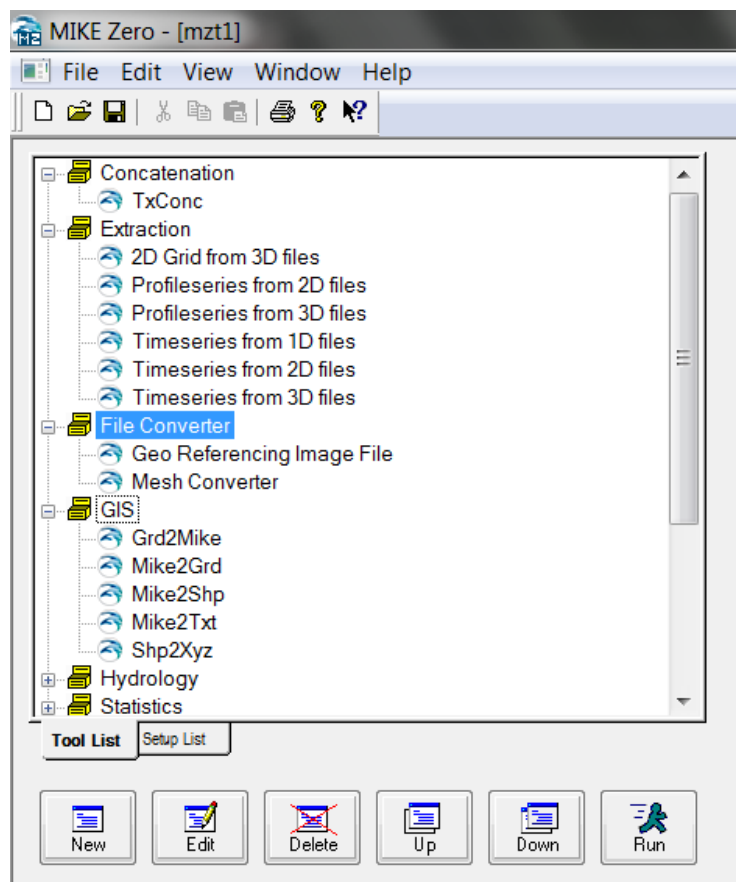 MIKE Zero - [mzt1]
File Edit View Window Help
Concatenation
TxConc
Extraction
2D Grid from 3D files
Profileseries from 2D files
Profileseries from 3D files
Timeseries from 1D files
Timeseries from 2D files
Timeseries from 3D files
File Converter
Geo Referencing Image File
Mesh Converter
GIS
Grd2Mike
Mike2Grd
Mike2Shp
Mike2Txt
Shp2Xyz
Hydrology
Statistics
Tool List Setup List
New Edit Delete Up Down Run